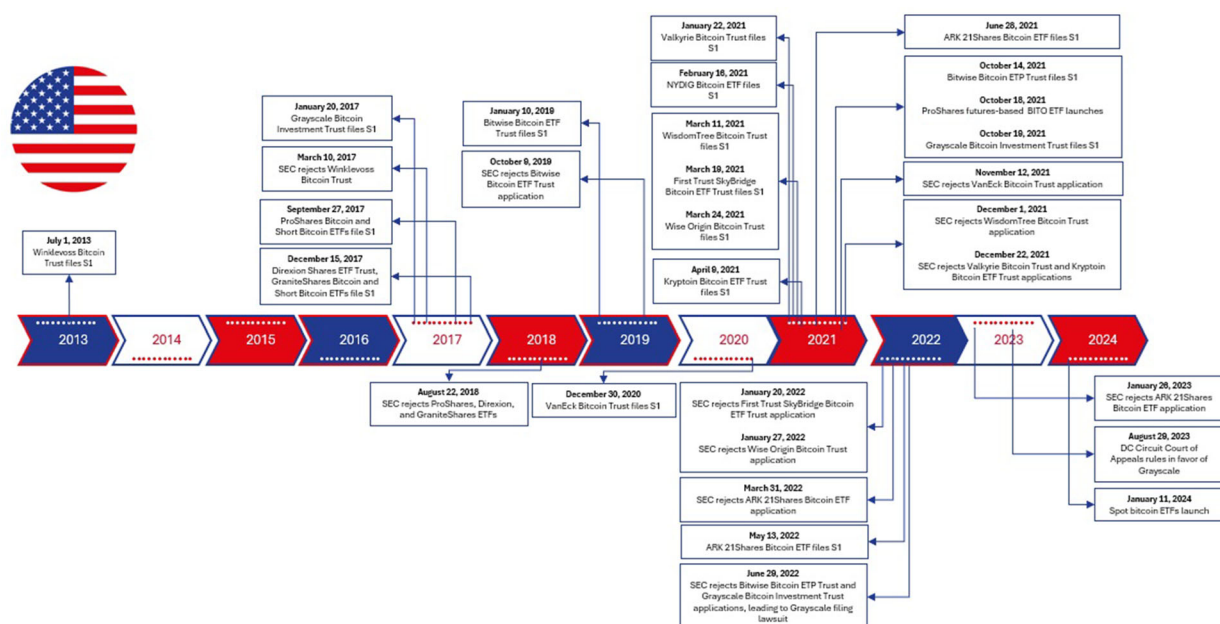 July 1, 2013
Winklevoss Bitcoin
Trust files S1
January 20, 2017
Grayscale Bitcoin
Investment Trust files S1
March 10, 2017
SEC rejects Winklevoss
Bitcoin Trust
September 27, 2017
ProShares Bitcoin and
Short Bitcoin ETFs file S1
December 15, 2017
Direxion Shares ETF Trust,
GraniteShares Bitcoin and
Short Bitcoin ETFs file S1
January 10, 2019
Bitwise Bitcoin ETF
Trust files S1
October 9, 2019
SEC rejects Bitwise
Bitcoin ETF Trust
application
January 22, 2021
Valkyrie Bitcoin Trust files
S1
February 16, 2021
NYDIG Bitcoin ETF files
S1
March 11, 2021
WisdomTree Bitcoin Trust
files S1
March 19, 2021
First Trust SkyBridge
Bitcoin ETF Trust files S1
March 24, 2021
Wise Origin Bitcoin Trust
files S1
April 9, 2021
Kryptoin Bitcoin ETF Trust
files S1
June 28, 2021
ARK 21Shares Bitcoin ETF files S1
October 14, 2021
Bitwise Bitcoin ETP Trust files S1
October 18, 2021
ProShares futures-based BITO ETF launches
October 19, 2021
Grayscale Bitcoin Investment Trust files S1
November 12, 2021
SEC rejects VanEck Bitcoin Trust application
December 1, 2021
SEC rejects WisdomTree Bitcoin Trust
application
December 22, 2021
SEC rejects Valkyrie Bitcoin Trust and Kryptoin
Bitcoin ETF Trust applications
2013
2014
2015
2016
2017
2018
2019
2020
2021
2022
2023
2024
August 22, 2018
SEC rejects ProShares, Direxion,
and GraniteShares ETFs
December 30, 2020
VanEck Bitcoin Trust files S1
January 20, 2022
SEC rejects First Trust SkyBridge Bitcoin
ETF Trust application
January 27, 2022
SEC rejects Wise Origin Bitcoin Trust
application
March 31, 2022
SEC rejects ARK 21Shares Bitcoin ETF
application
May 13, 2022
ARK 21Shares Bitcoin ETF files S1
June 29, 2022
SEC rejects Bitwise Bitcoin ETP Trust and
Grayscale Bitcoin Investment Trust
applications, leading to Grayscale filing
lawsuit
January 26, 2023
SEC rejects ARK 21Shares
Bitcoin ETF application
August 29, 2023
DC Circuit Court of
Appeals rules in favor of
Grayscale
January 11, 2024
Spot bitcoin ETFs launch